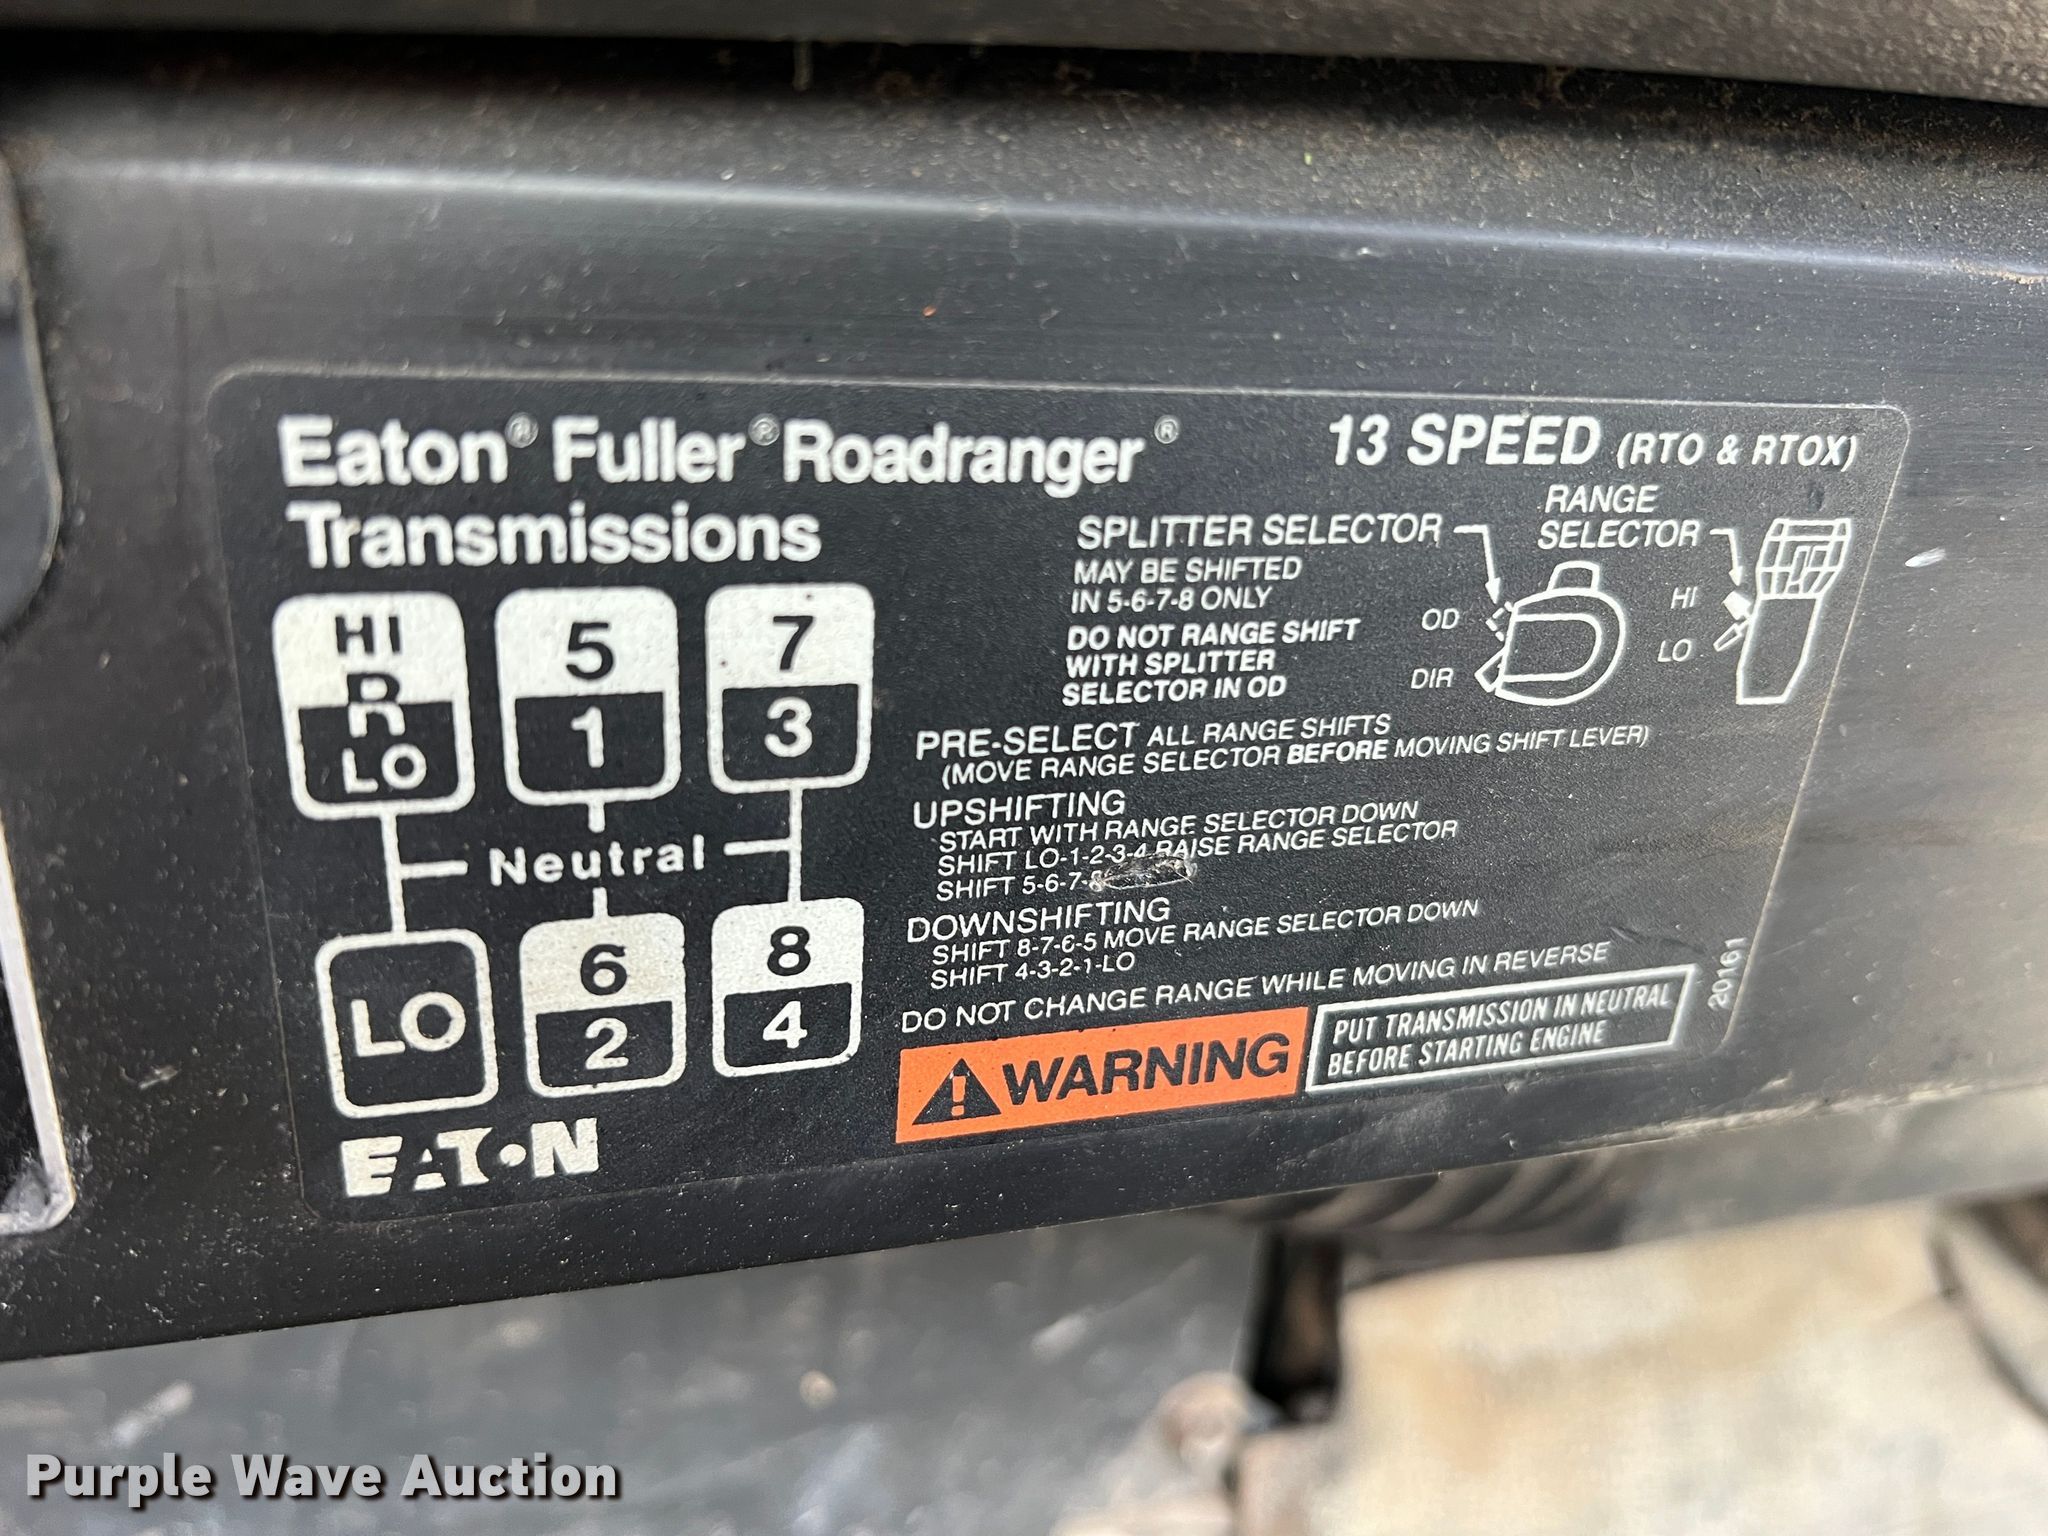 Eaton® Fuller® Roadranger®
Transmissions
13 SPEED (RTO & RTOX)
HI
R
LO
5
1
7
3
Neutral
LO
6
2
8
4
EATON
SPLITTER SELECTOR
MAY BE SHIFTED
IN 5-6-7-8 ONLY
DO NOT RANGE SHIFT
WITH SPLITTER
SELECTOR IN OD
OD
DIR
RANGE
SELECTOR
HI
LO
PRE-SELECT ALL RANGE SHIFTS
(MOVE RANGE SELECTOR BEFORE MOVING SHIFT LEVER)
UPSHIFTING
START WITH RANGE SELECTOR DOWN
SHIFT LO-1-2-3-4 RAISE RANGE SELECTOR
SHIFT 5-6-7-
DOWNSHIFTING
SHIFT 8-7-6-5 MOVE RANGE SELECTOR DOWN
SHIFT 4-3-2-1-LO
DO NOT CHANGE RANGE WHILE MOVING IN REVERSE
WARNING
PUT TRANSMISSION IN NEUTRAL
BEFORE STARTING ENGINE
20161
Purple Wave Auction